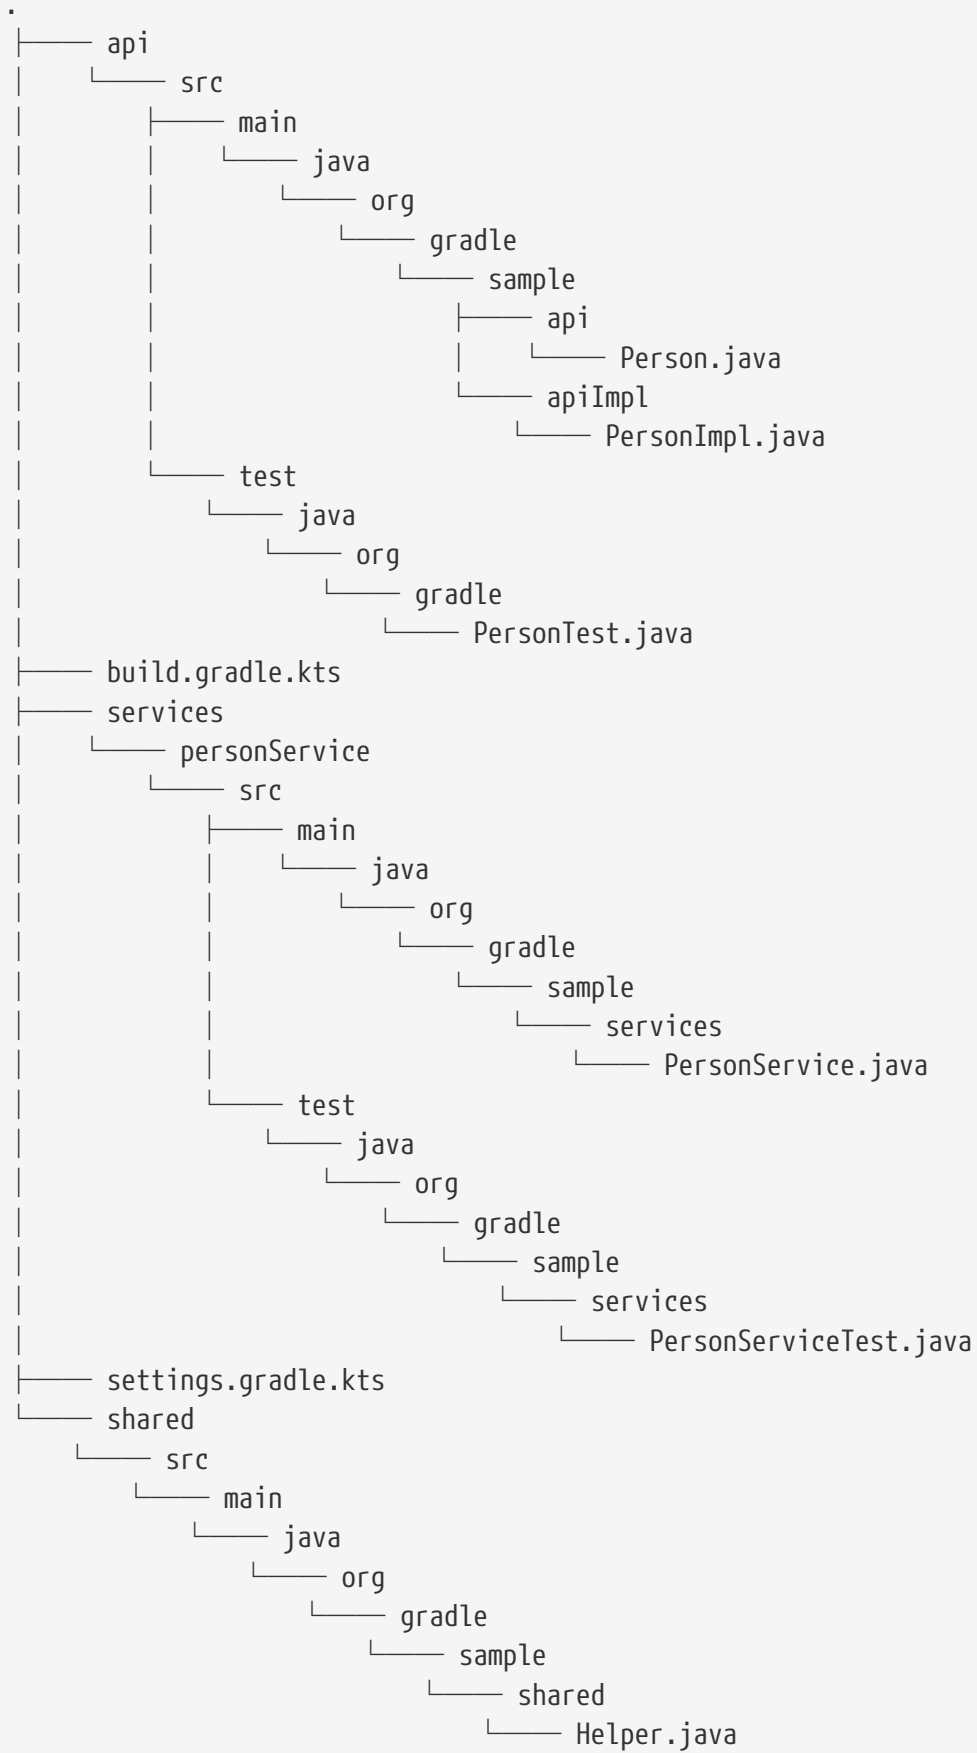 .
├── api
│   └── src
│       ├── main
│       │   └── java
│       │       └── org
│       │           └── gradle
│       │               └── sample
│       │                   ├── api
│       │                   │   └── Person.java
│       │                   └── apiImpl
│       │                       └── PersonImpl.java
│       └── test
│           └── java
│               └── org
│                   └── gradle
│                       └── PersonTest.java
├── build.gradle.kts
├── services
│   └── personService
│       └── src
│           ├── main
│           │   └── java
│           │       └── org
│           │           └── gradle
│           │               └── sample
│           │                   └── services
│           │                       └── PersonService.java
│           └── test
│               └── java
│                   └── org
│                       └── gradle
│                           └── sample
│                               └── services
│                                   └── PersonServiceTest.java
├── settings.gradle.kts
└── shared
    └── src
        └── main
            └── java
                └── org
                    └── gradle
                        └── sample
                            └── shared
                                └── Helper.java